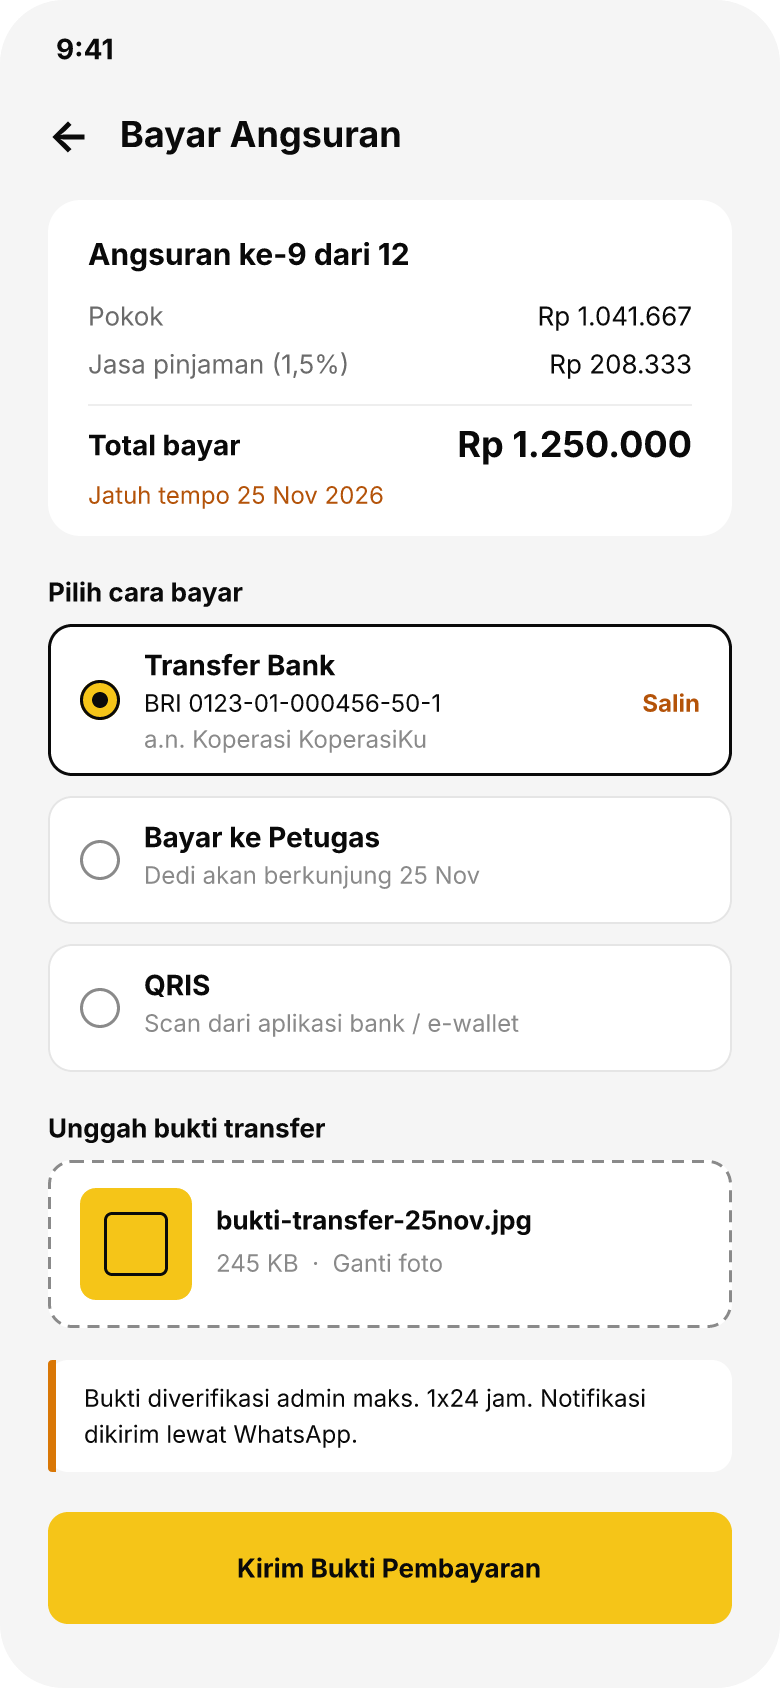 9:41
Bayar Angsuran
Angsuran ke-9 dari 12
Pokok Rp 1.041.667
Jasa pinjaman (1,5%) Rp 208.333
Total bayar Rp 1.250.000
Jatuh tempo 25 Nov 2026
Pilih cara bayar
Transfer Bank
BRI 0123-01-000456-50-1 Salin
a.n. Koperasi KoperasiKu
Bayar ke Petugas
Dedi akan berkunjung 25 Nov
QRIS
Scan dari aplikasi bank / e-wallet
Unggah bukti transfer
bukti-transfer-25nov.jpg
245 KB · Ganti foto
Bukti diverifikasi admin maks. 1x24 jam. Notifikasi
dikirim lewat WhatsApp.
Kirim Bukti Pembayaran